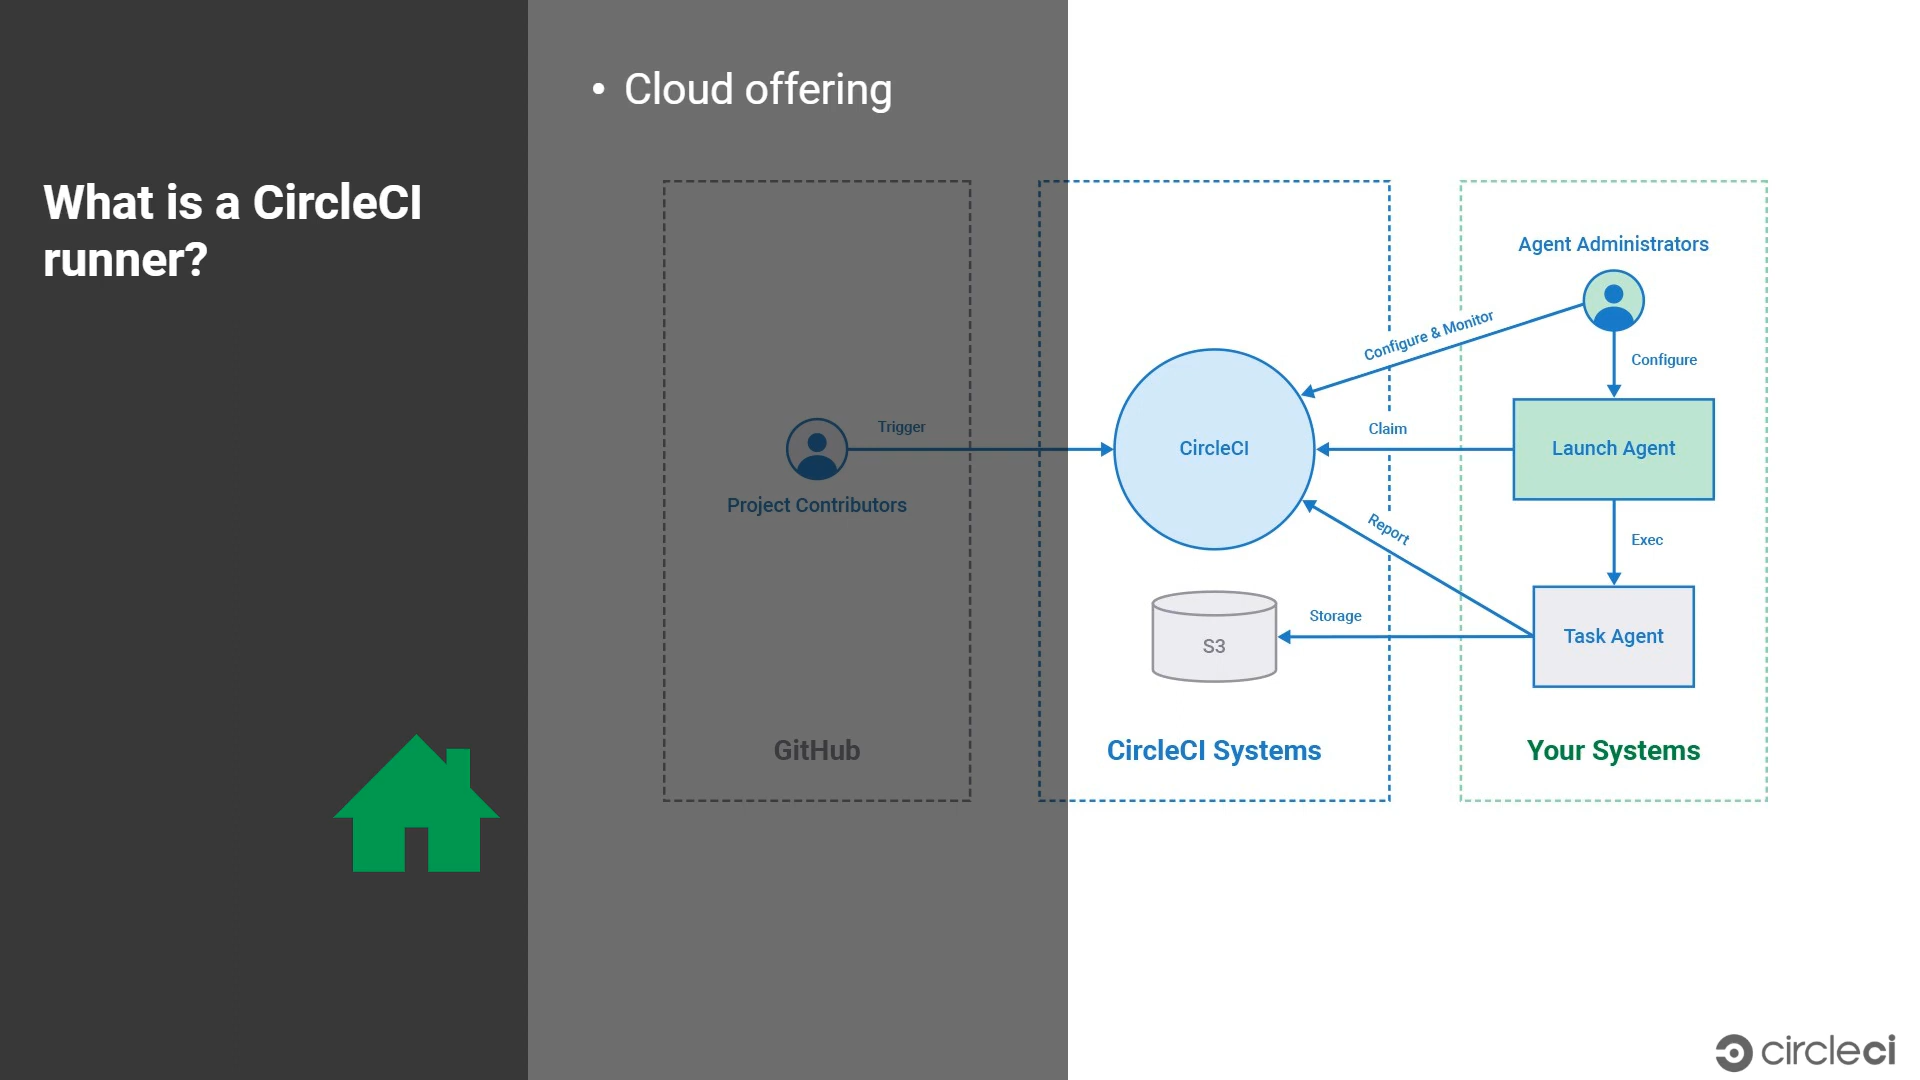 What is a CircleCI
runner?
• Cloud offering
Trigger
Project Contributors
GitHub
CircleCI
S3
CircleCI Systems
Configure & Monitor
Claim
Report
Storage
Agent Administrators
Configure
Launch Agent
Exec
Task Agent
Your Systems
circleci